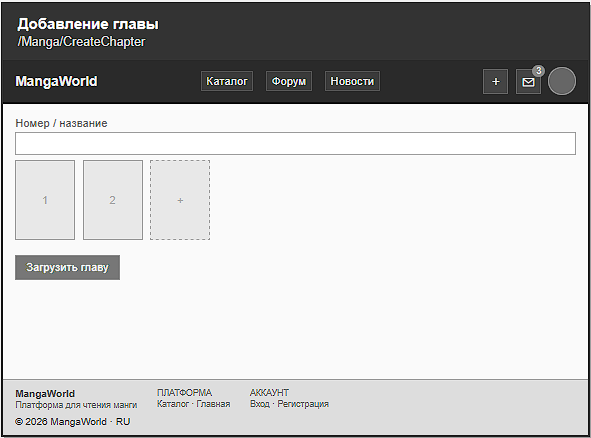 Добавление главы
/Manga/CreateChapter
MangaWorld Каталог Форум Новости + 3
Номер / название
1 2 +
Загрузить главу
MangaWorld ПЛАТФОРМА АККАУНТ
Платформа для чтения манги Каталог · Главная Вход · Регистрация
© 2026 MangaWorld · RU